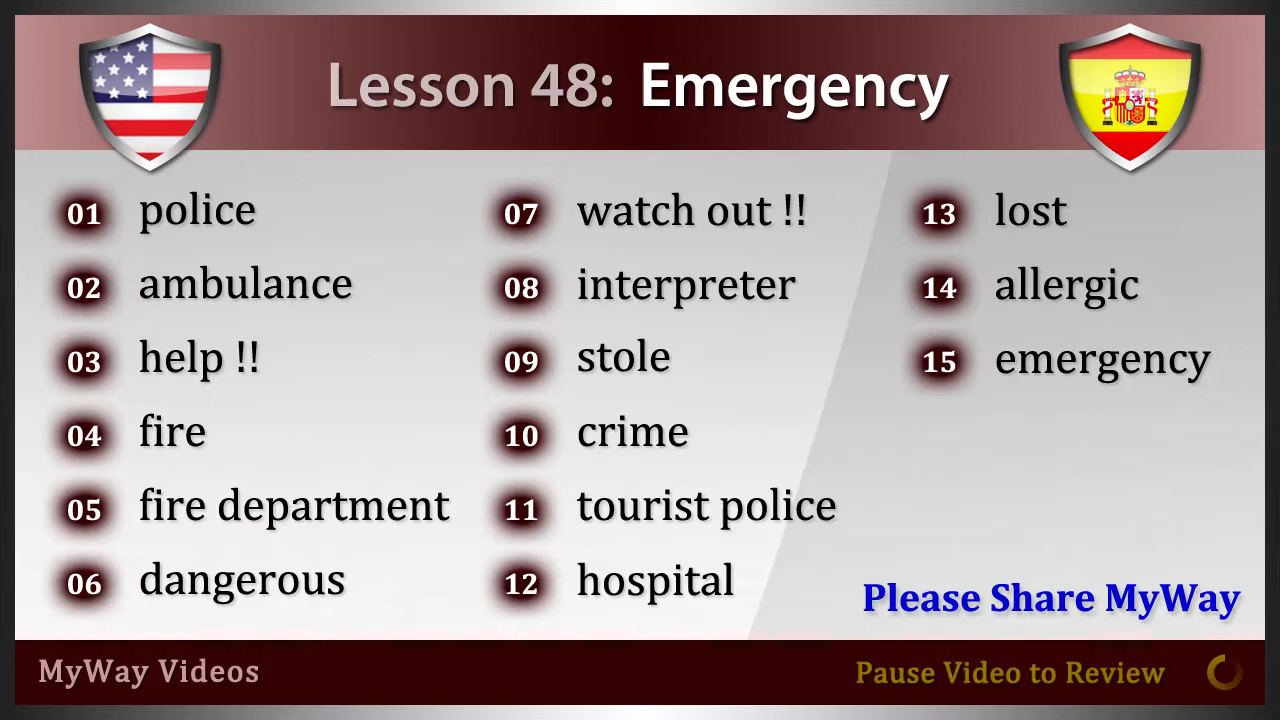 Lesson 48: Emergency
01 police
02 ambulance
03 help !!
04 fire
05 fire department
06 dangerous
07 watch out !!
08 interpreter
09 stole
10 crime
11 tourist police
12 hospital
13 lost
14 allergic
15 emergency
Please Share MyWay
MyWay Videos
Pause Video to Review